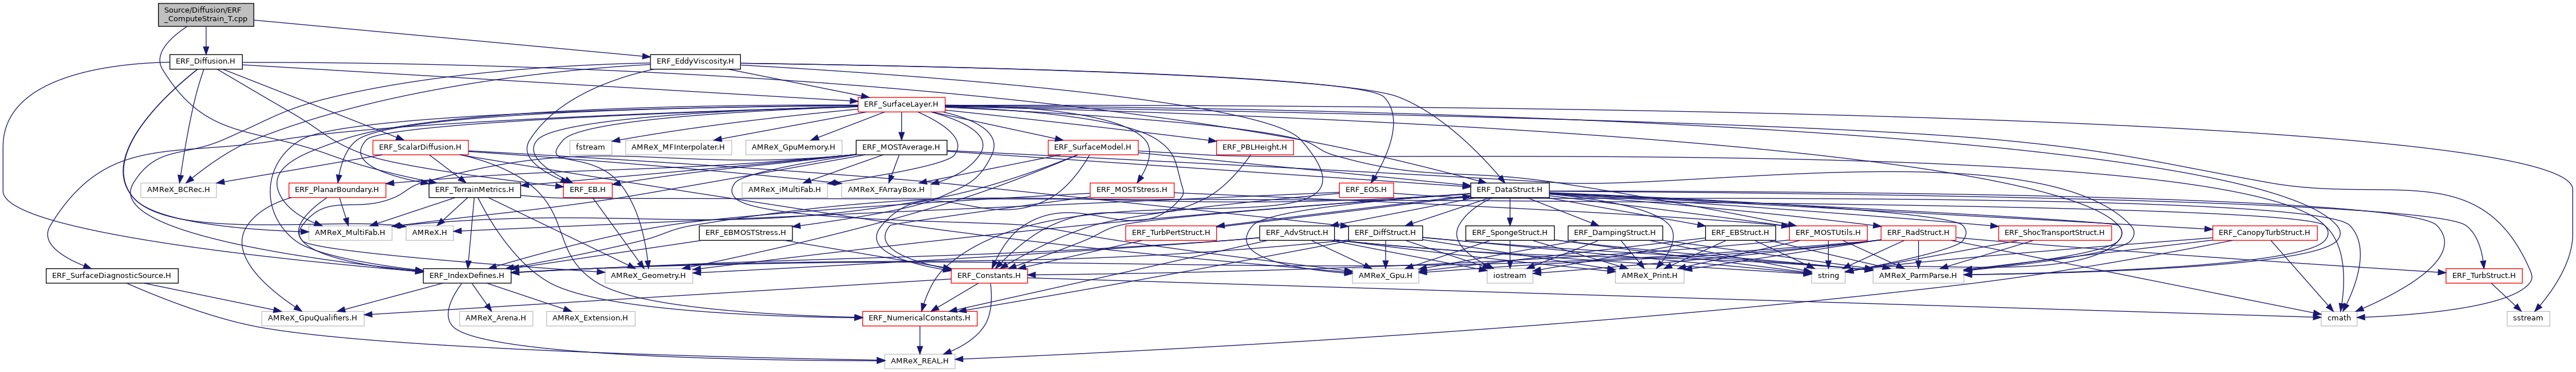 Source/Diffusion/ERF
_ComputeStrain_T.cpp
ERF_Diffusion.H
ERF_EddyViscosity.H
ERF_SurfaceLayer.H
ERF_ScalarDiffusion.H
fstream
AMReX_MFInterpolater.H
AMReX_GpuMemory.H
ERF_MOSTAverage.H
ERF_SurfaceModel.H
ERF_PBLHeight.H
AMReX_BCRec.H
ERF_PlanarBoundary.H
ERF_TerrainMetrics.H
ERF_EB.H
AMReX_iMultiFab.H
AMReX_FArrayBox.H
ERF_MOSTStress.H
ERF_EOS.H
ERF_DataStruct.H
AMReX_MultiFab.H
AMReX.H
ERF_EBMOSTStress.H
ERF_TurbPertStruct.H
ERF_AdvStruct.H
ERF_DiffStruct.H
ERF_SpongeStruct.H
ERF_DampingStruct.H
ERF_EBStruct.H
ERF_MOSTUtils.H
ERF_RadStruct.H
ERF_ShocTransportStruct.H
ERF_CanopyTurbStruct.H
ERF_SurfaceDiagnosticSource.H
ERF_IndexDefines.H
AMReX_Geometry.H
ERF_Constants.H
AMReX_Gpu.H
iostream
AMReX_Print.H
string
AMReX_ParmParse.H
ERF_TurbStruct.H
AMReX_GpuQualifiers.H
AMReX_Arena.H
AMReX_Extension.H
ERF_NumericalConstants.H
cmath
sstream
AMReX_REAL.H